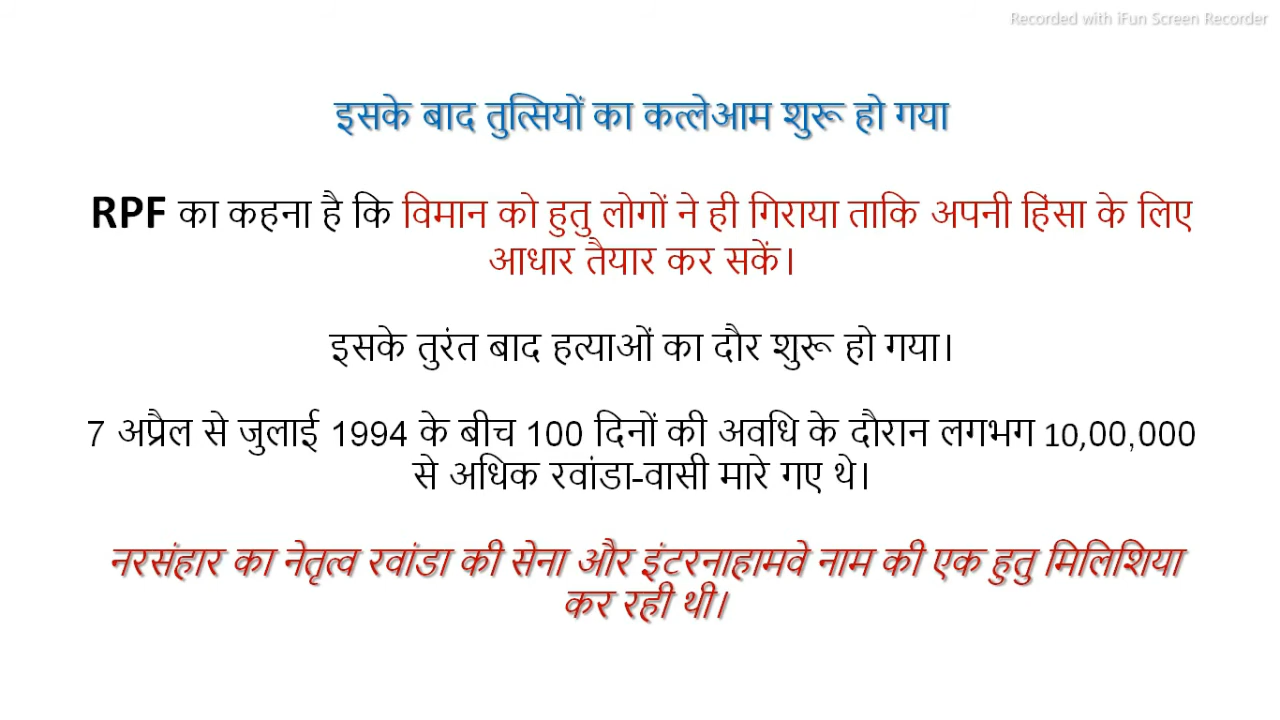 Recorded with iFun Screen Recorder
इसके बाद तुत्सियों का कत्लेआम शुरू हो गया
RPF का कहना है कि विमान को हुतु लोगों ने ही गिराया ताकि अपनी हिंसा के लिए
आधार तैयार कर सकें।
इसके तुरंत बाद हत्याओं का दौर शुरू हो गया।
7 अप्रैल से जुलाई 1994 के बीच 100 दिनों की अवधि के दौरान लगभग 10,00,000
से अधिक रवांडा-वासी मारे गए थे।
नरसंहार का नेतृत्व रवांडा की सेना और इंटरनाहामवे नाम की एक हुतु मिलिशिया
कर रही थी।